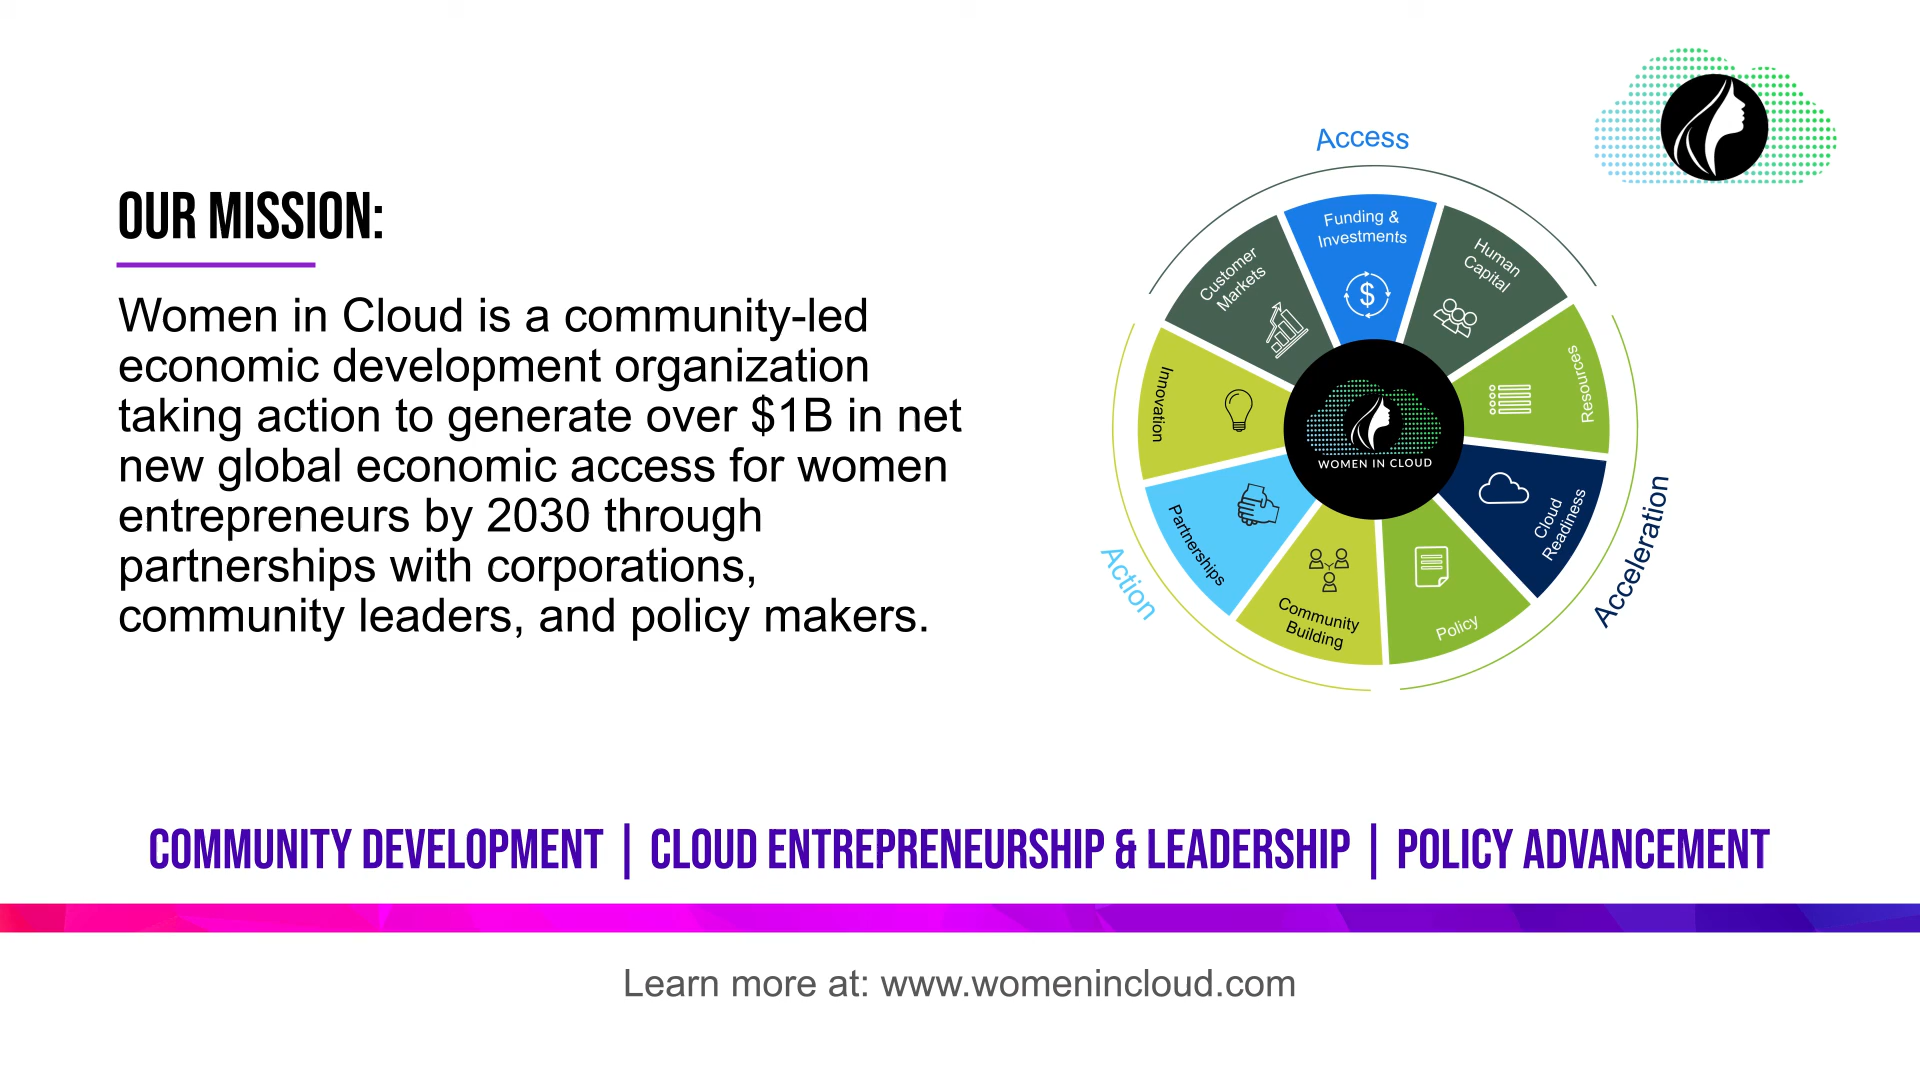 OUR MISSION:
Women in Cloud is a community-led
economic development organization
taking action to generate over $1B in net
new global economic access for women
entrepreneurs by 2030 through
partnerships with corporations,
community leaders, and policy makers.
Access
Funding &
Investments
$
Human
Capital
Resources
Cloud
Readiness
Acceleration
Policy
Community
Building
Partnerships
Action
Innovation
Customer
Markets
WOMEN IN CLOUD
COMMUNITY DEVELOPMENT | CLOUD ENTREPRENEURSHIP & LEADERSHIP | POLICY ADVANCEMENT
Learn more at: www.womenincloud.com